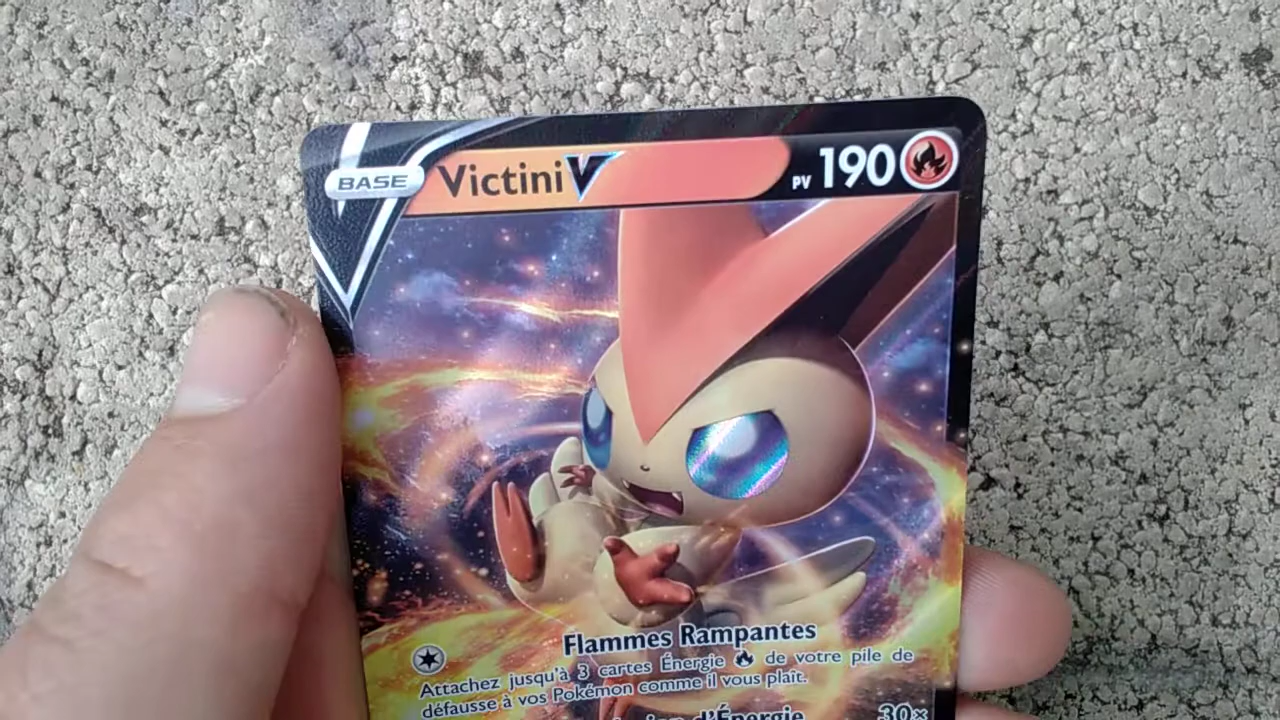 BASE
Victini V
PV 190
Flammes Rampantes
Attachez jusqu'à 3 cartes Énergie de votre pile de
défausse à vos Pokémon comme il vous plaît.
d'Énergie 30×